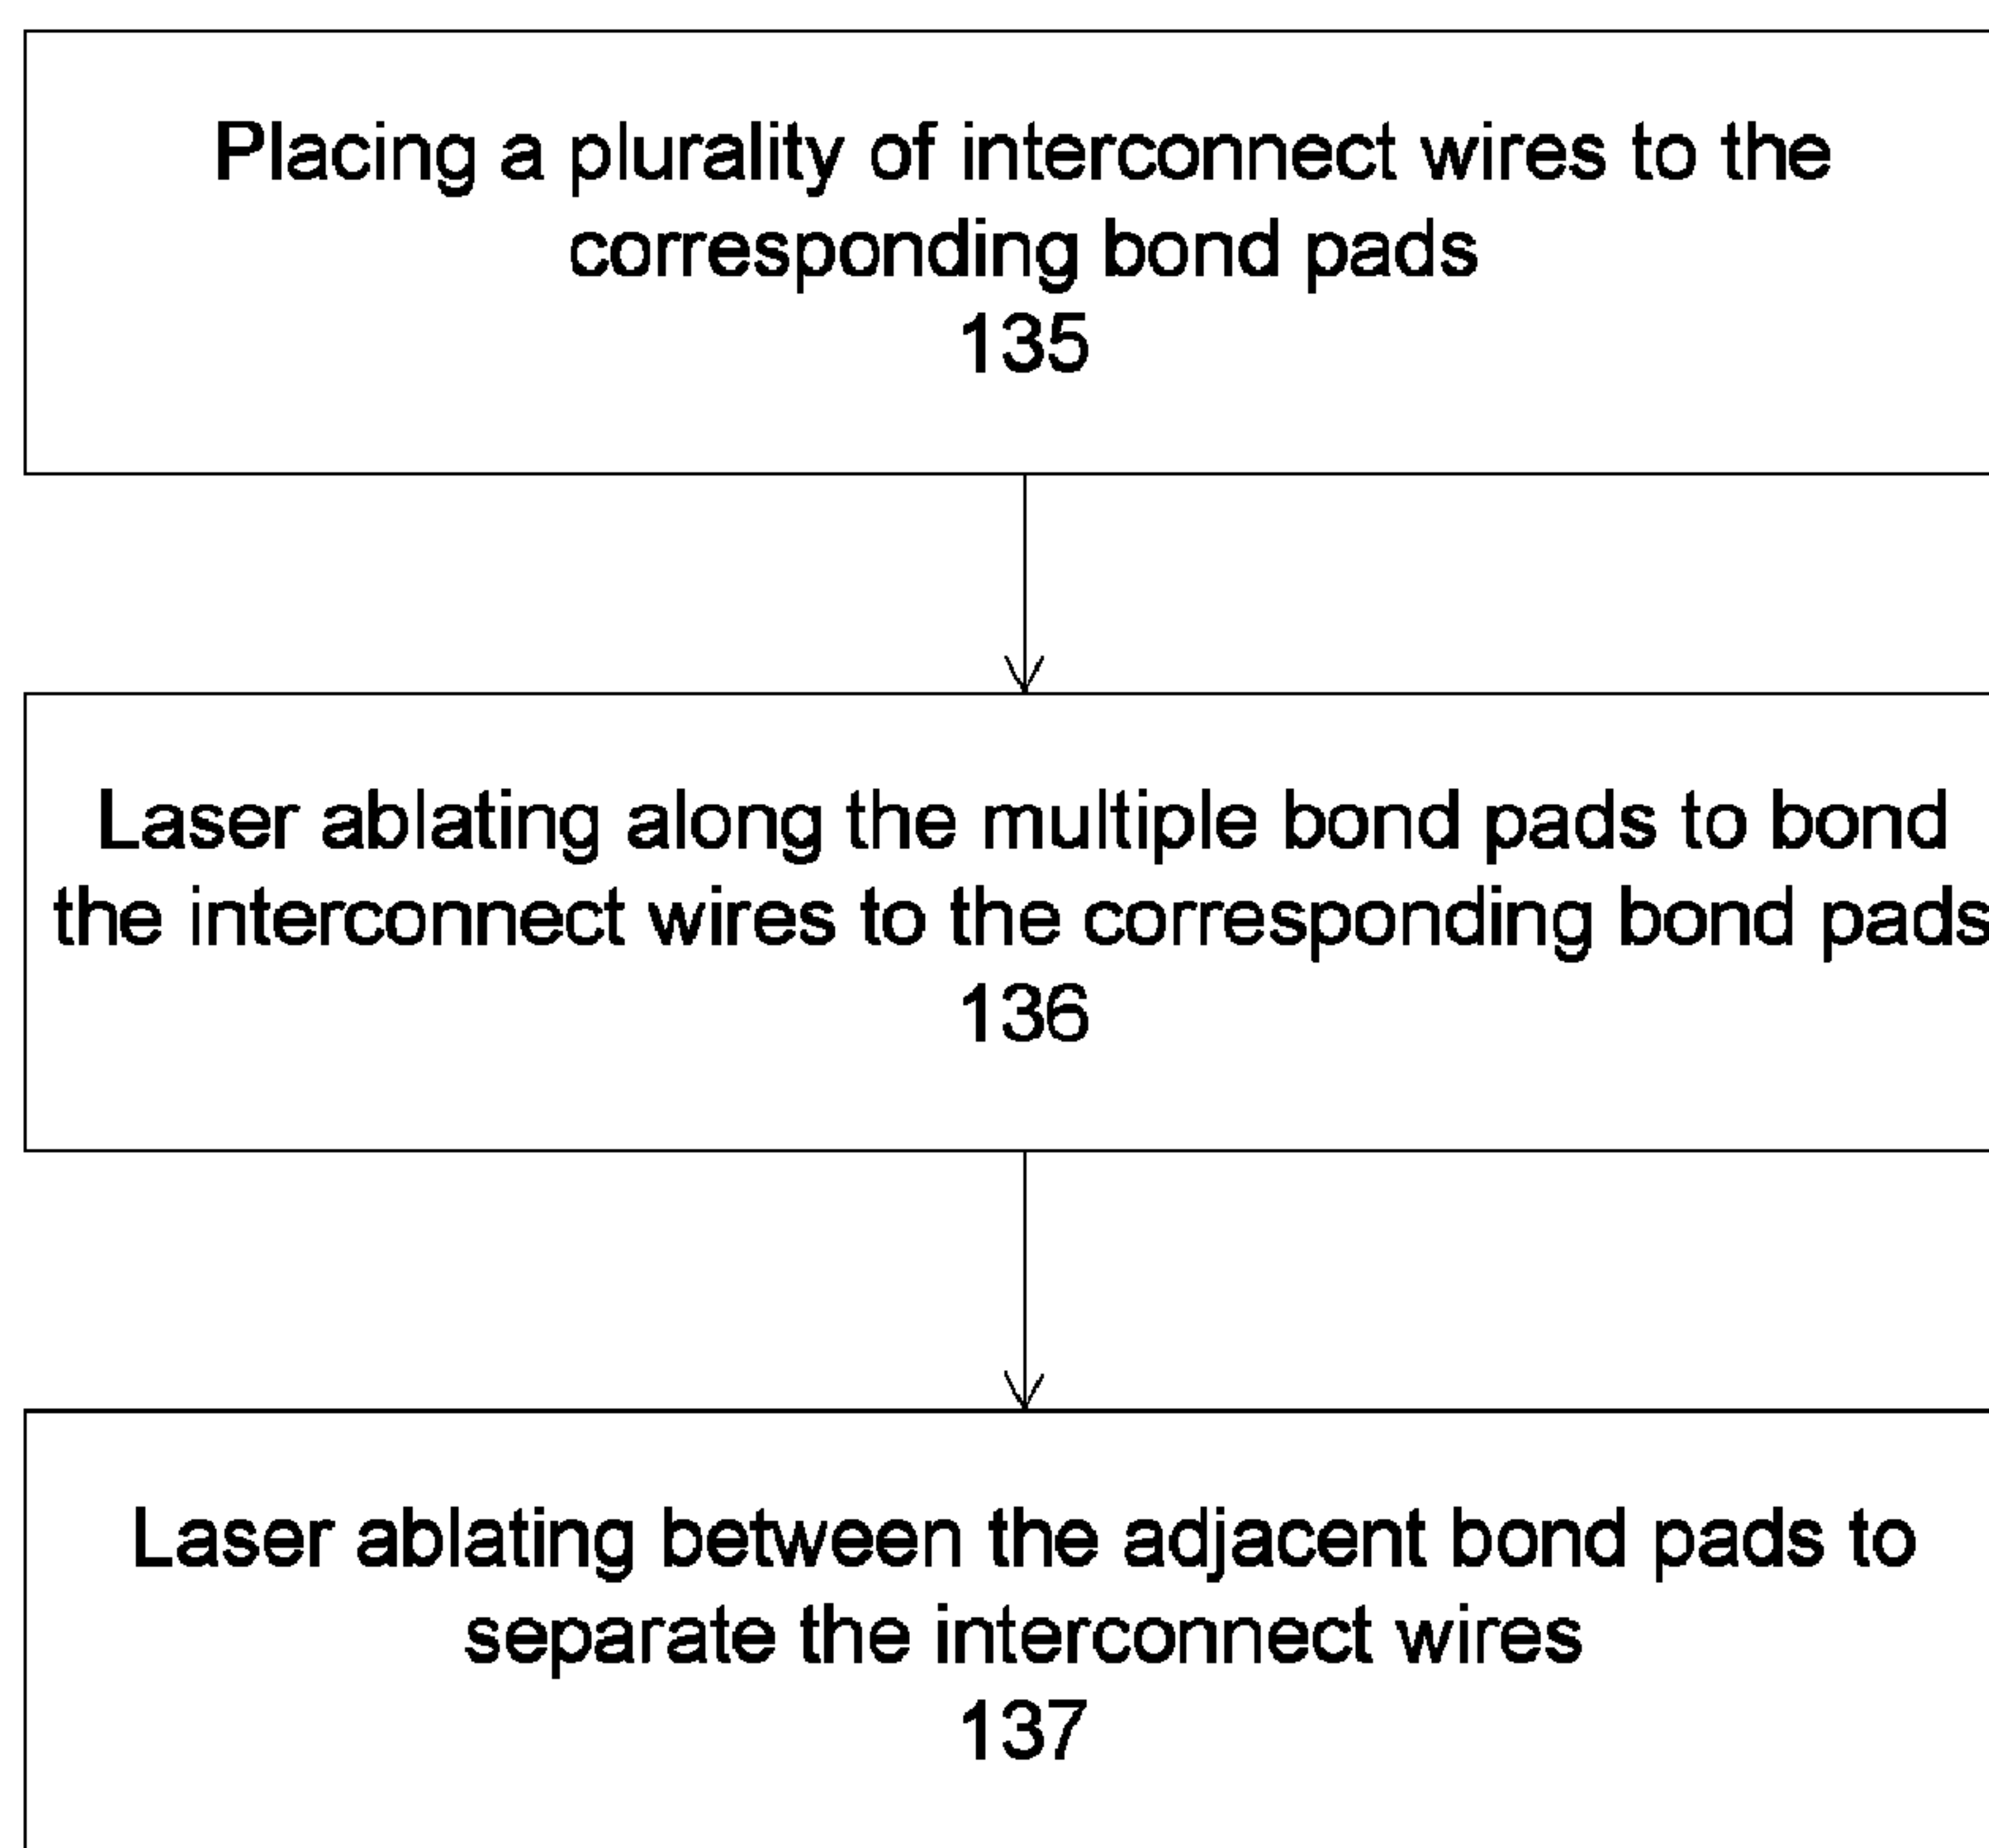 Placing a plurality of interconnect wires to the
corresponding bond pads
135
Laser ablating along the multiple bond pads to bond
the interconnect wires to the corresponding bond pads
136
Laser ablating between the adjacent bond pads to
separate the interconnect wires
137